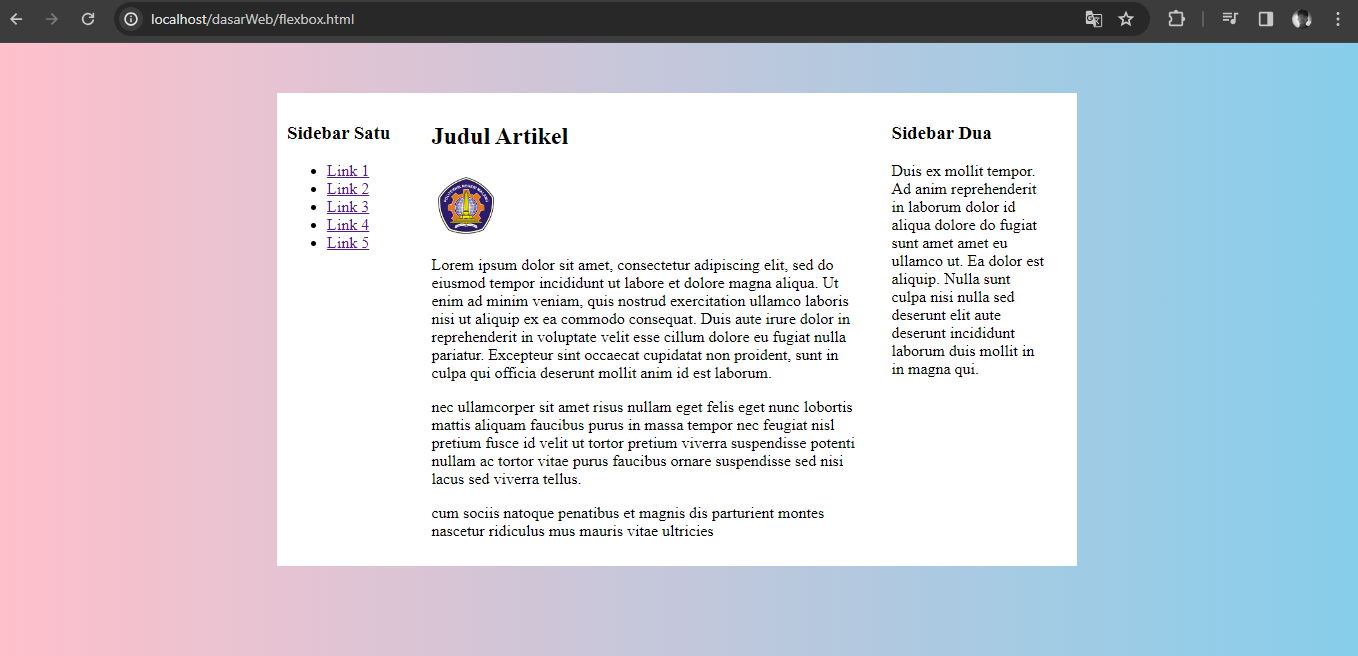 localhost/dasarWeb/flexbox.html
Sidebar Satu
Link 1
Link 2
Link 3
Link 4
Link 5
Judul Artikel
Lorem ipsum dolor sit amet, consectetur adipiscing elit, sed do
eiusmod tempor incididunt ut labore et dolore magna aliqua. Ut
enim ad minim veniam, quis nostrud exercitation ullamco laboris
nisi ut aliquip ex ea commodo consequat. Duis aute irure dolor in
reprehenderit in voluptate velit esse cillum dolore eu fugiat nulla
pariatur. Excepteur sint occaecat cupidatat non proident, sunt in
culpa qui officia deserunt mollit anim id est laborum.
nec ullamcorper sit amet risus nullam eget felis eget nunc lobortis
mattis aliquam faucibus purus in massa tempor nec feugiat nisl
pretium fusce id velit ut tortor pretium viverra suspendisse potenti
nullam ac tortor vitae purus faucibus ornare suspendisse sed nisi
lacus sed viverra tellus.
cum sociis natoque penatibus et magnis dis parturient montes
nascetur ridiculus mus mauris vitae ultricies
Sidebar Dua
Duis ex mollit tempor.
Ad anim reprehenderit
in laborum dolor id
aliqua dolore do fugiat
sunt amet amet eu
ullamco ut. Ea dolor est
aliquip. Nulla sunt
culpa nisi nulla sed
deserunt elit aute
deserunt incididunt
laborum duis mollit in
in magna qui.